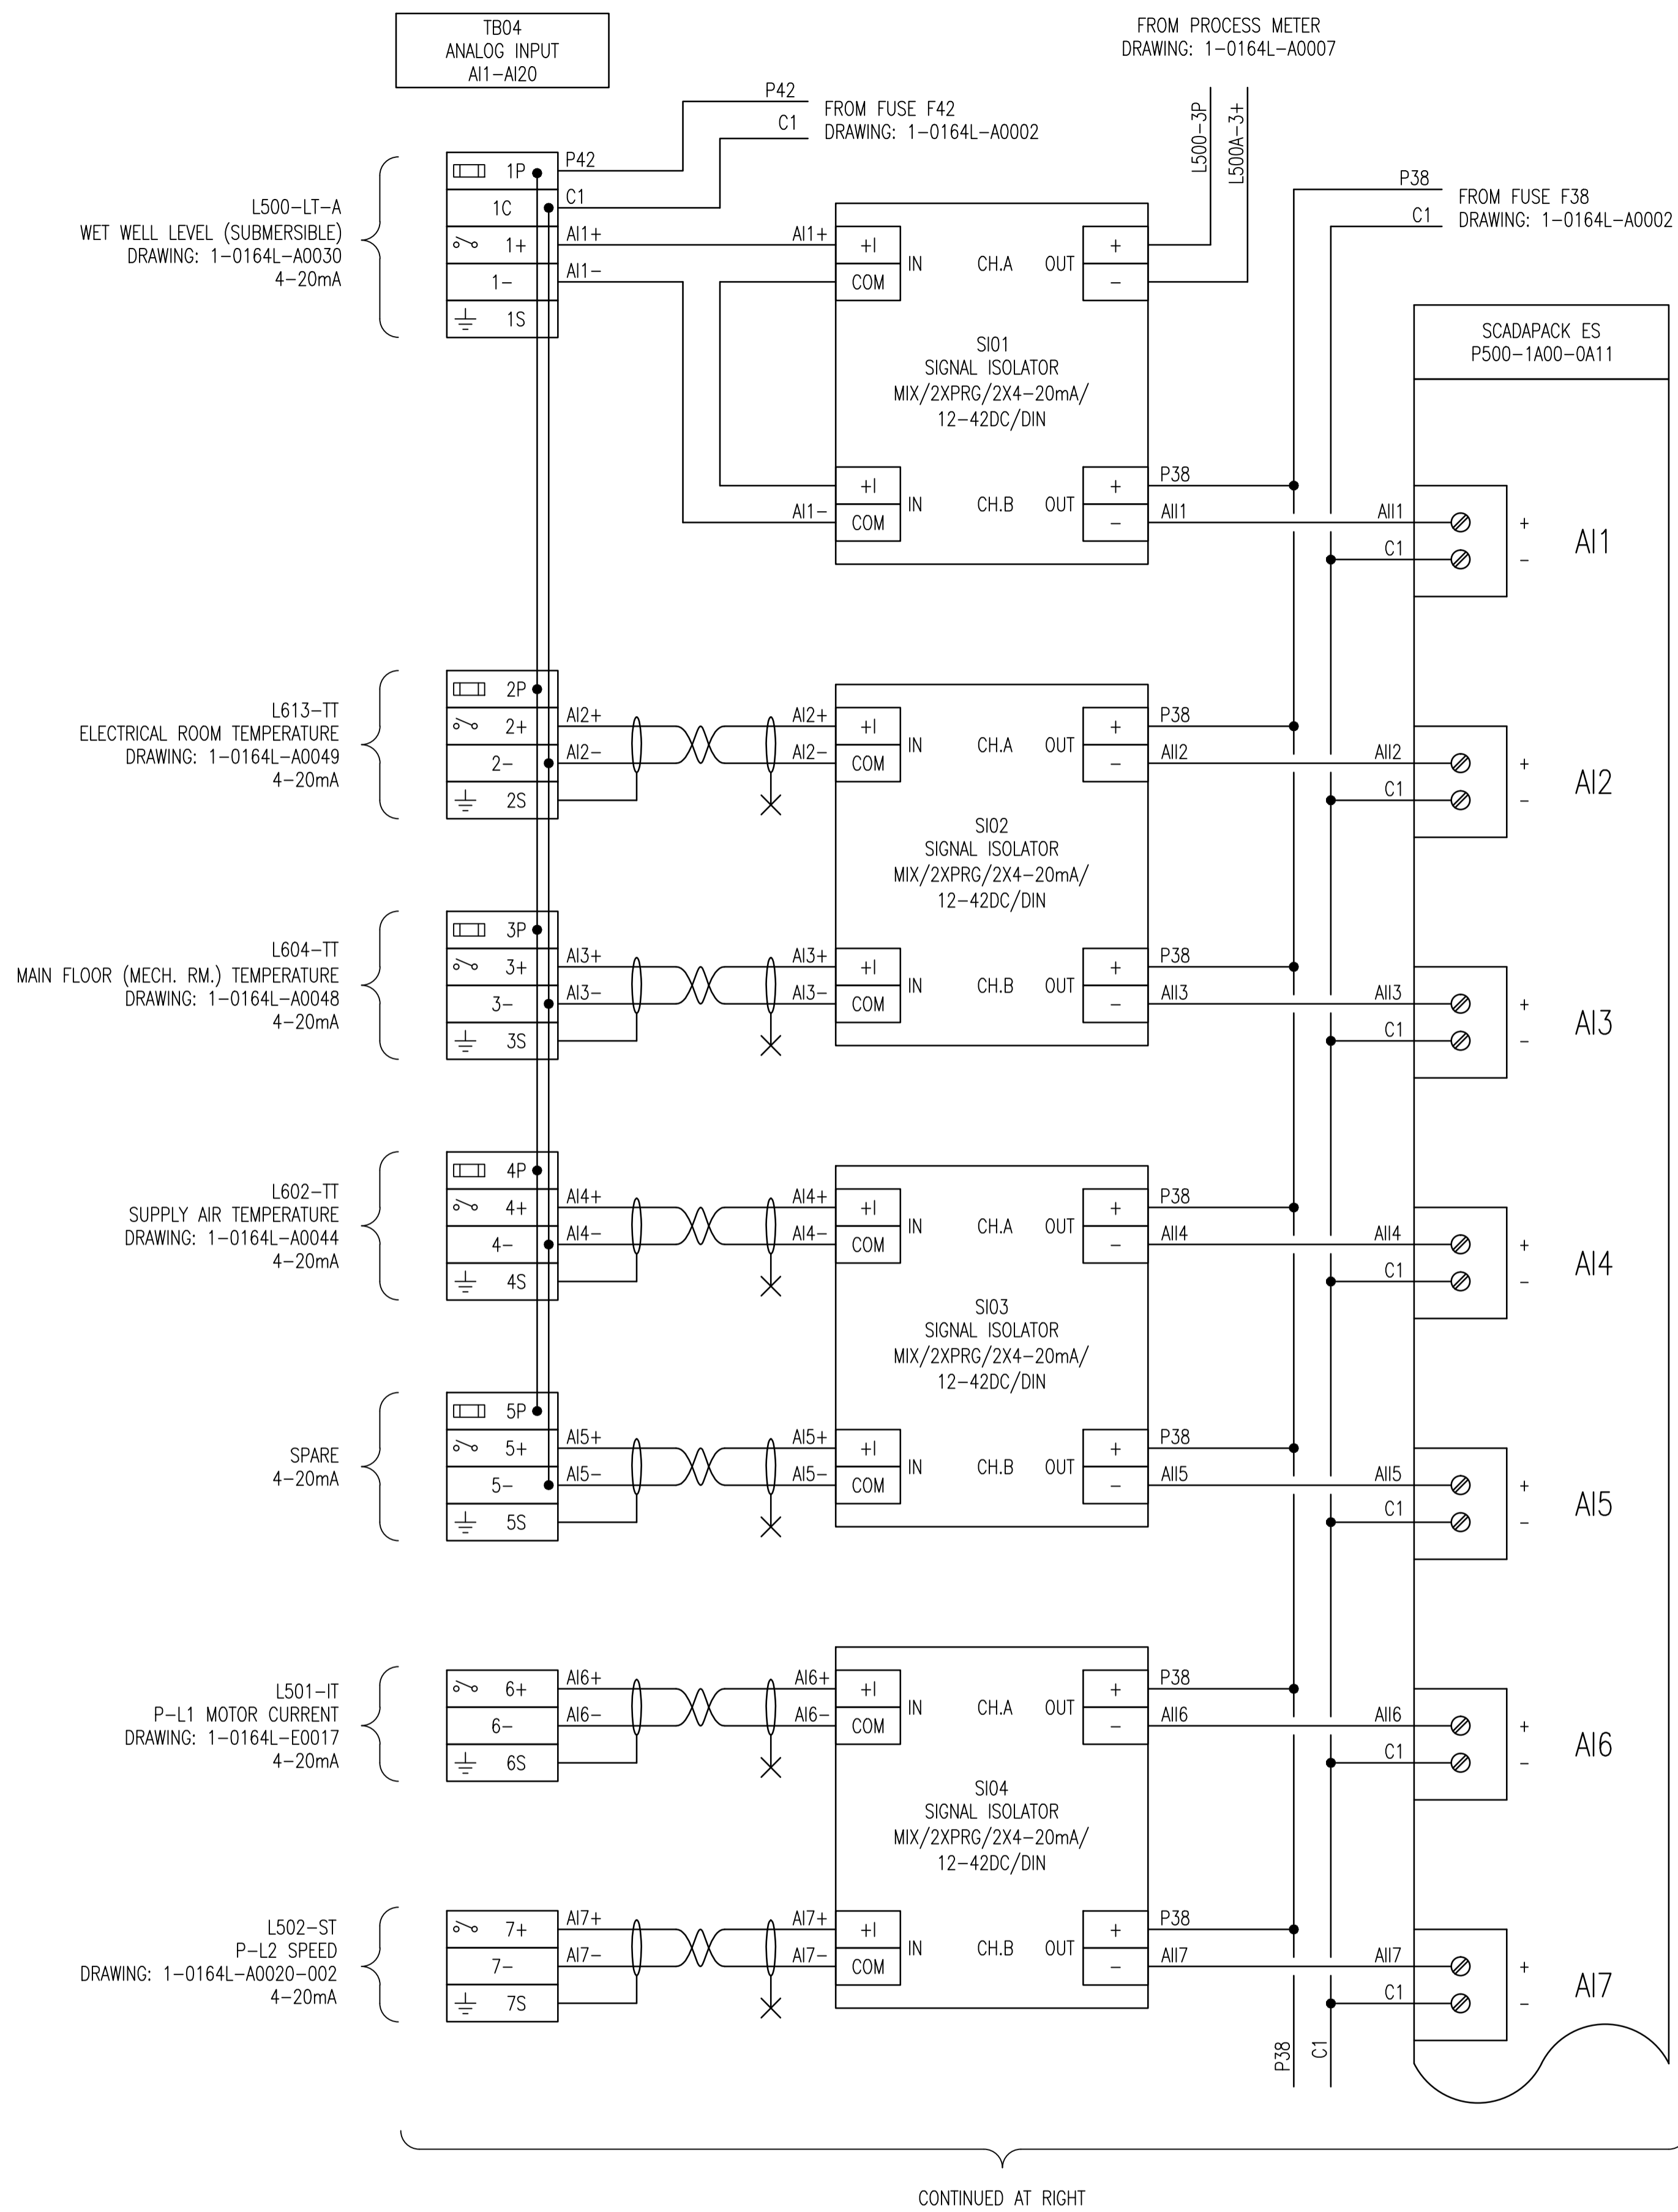 TB04
ANALOG INPUT
AI1-AI20
FROM PROCESS METER
DRAWING: 1-0164L-A0007
P42
C1
FROM FUSE F42
DRAWING: 1-0164L-A0002
L500-3P
L500A-3+
P38
C1
FROM FUSE F38
DRAWING: 1-0164L-A0002
L500-LT-A
WET WELL LEVEL (SUBMERSIBLE)
DRAWING: 1-0164L-A0030
4-20mA
1P
1C
1+
1-
1S
P42
C1
AI1+
AI1-
AI1+
AI1-
+I
COM
IN
CH.A
OUT
+
-
SI01
SIGNAL ISOLATOR
MIX/2XPRG/2X4-20mA/
12-42DC/DIN
+I
COM
IN
CH.B
OUT
+
-
P38
AII1
SCADAPACK ES
P500-1A00-0A11
AII1
C1
+
-
AI1
L613-TT
ELECTRICAL ROOM TEMPERATURE
DRAWING: 1-0164L-A0049
4-20mA
2P
2+
2-
2S
AI2+
AI2-
AI2+
AI2-
+I
COM
IN
CH.A
OUT
+
-
P38
AII2
AII2
C1
+
-
AI2
SI02
SIGNAL ISOLATOR
MIX/2XPRG/2X4-20mA/
12-42DC/DIN
L604-TT
MAIN FLOOR (MECH. RM.) TEMPERATURE
DRAWING: 1-0164L-A0048
4-20mA
3P
3+
3-
3S
AI3+
AI3-
AI3+
AI3-
+I
COM
IN
CH.B
OUT
+
-
P38
AII3
AII3
C1
+
-
AI3
L602-TT
SUPPLY AIR TEMPERATURE
DRAWING: 1-0164L-A0044
4-20mA
4P
4+
4-
4S
AI4+
AI4-
AI4+
AI4-
+I
COM
IN
CH.A
OUT
+
-
P38
AII4
AII4
C1
+
-
AI4
SI03
SIGNAL ISOLATOR
MIX/2XPRG/2X4-20mA/
12-42DC/DIN
SPARE
4-20mA
5P
5+
5-
5S
AI5+
AI5-
AI5+
AI5-
+I
COM
IN
CH.B
OUT
+
-
P38
AII5
AII5
C1
+
-
AI5
L501-IT
P-L1 MOTOR CURRENT
DRAWING: 1-0164L-E0017
4-20mA
6+
6-
6S
AI6+
AI6-
AI6+
AI6-
+I
COM
IN
CH.A
OUT
+
-
P38
AII6
AII6
C1
+
-
AI6
SI04
SIGNAL ISOLATOR
MIX/2XPRG/2X4-20mA/
12-42DC/DIN
L502-ST
P-L2 SPEED
DRAWING: 1-0164L-A0020-002
4-20mA
7+
7-
7S
AI7+
AI7-
AI7+
AI7-
+I
COM
IN
CH.B
OUT
+
-
P38
AII7
AII7
C1
+
-
AI7
P38
C1
CONTINUED AT RIGHT